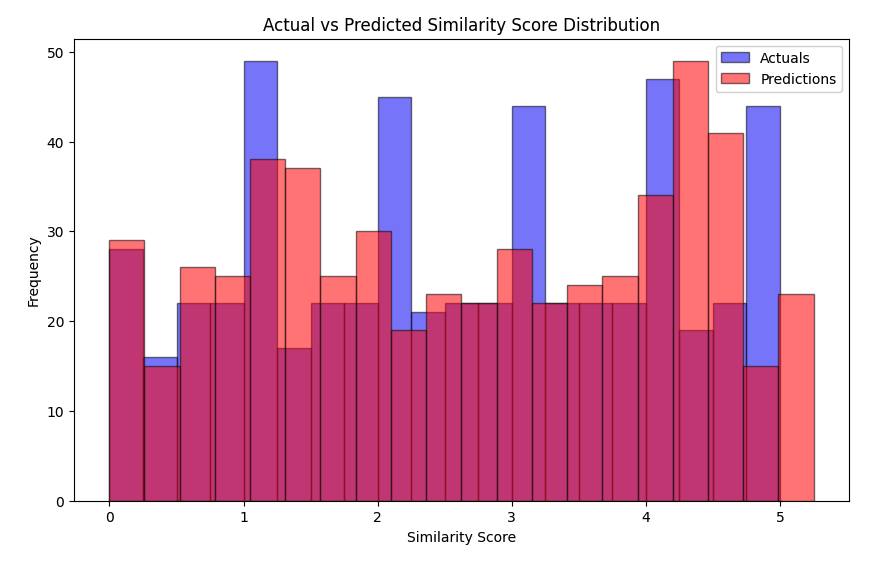 Actual vs Predicted Similarity Score Distribution
Actuals
Predictions
Frequency
50
40
30
20
10
0
0 1 2 3 4 5
Similarity Score